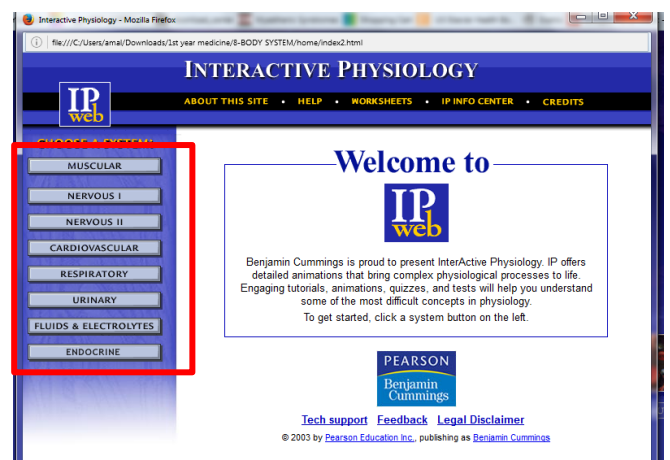 Interactive Physiology - Mozilla Firefox
file:///C:/Users/amal/Downloads/1st year medicine/8-BODY SYSTEM/home/index2.html
INTERACTIVE PHYSIOLOGY
IP web
ABOUT THIS SITE • HELP • WORKSHEETS • IP INFO CENTER • CREDITS
MUSCULAR
NERVOUS I
NERVOUS II
CARDIOVASCULAR
RESPIRATORY
URINARY
FLUIDS & ELECTROLYTES
ENDOCRINE
Welcome to
IP
web
Benjamin Cummings is proud to present InterActive Physiology. IP offers
detailed animations that bring complex physiological processes to life.
Engaging tutorials, animations, quizzes, and tests will help you understand
some of the most difficult concepts in physiology.
To get started, click a system button on the left.
PEARSON
Benjamin
Cummings
Tech support Feedback Legal Disclaimer
© 2003 by Pearson Education Inc., publishing as Benjamin Cummings